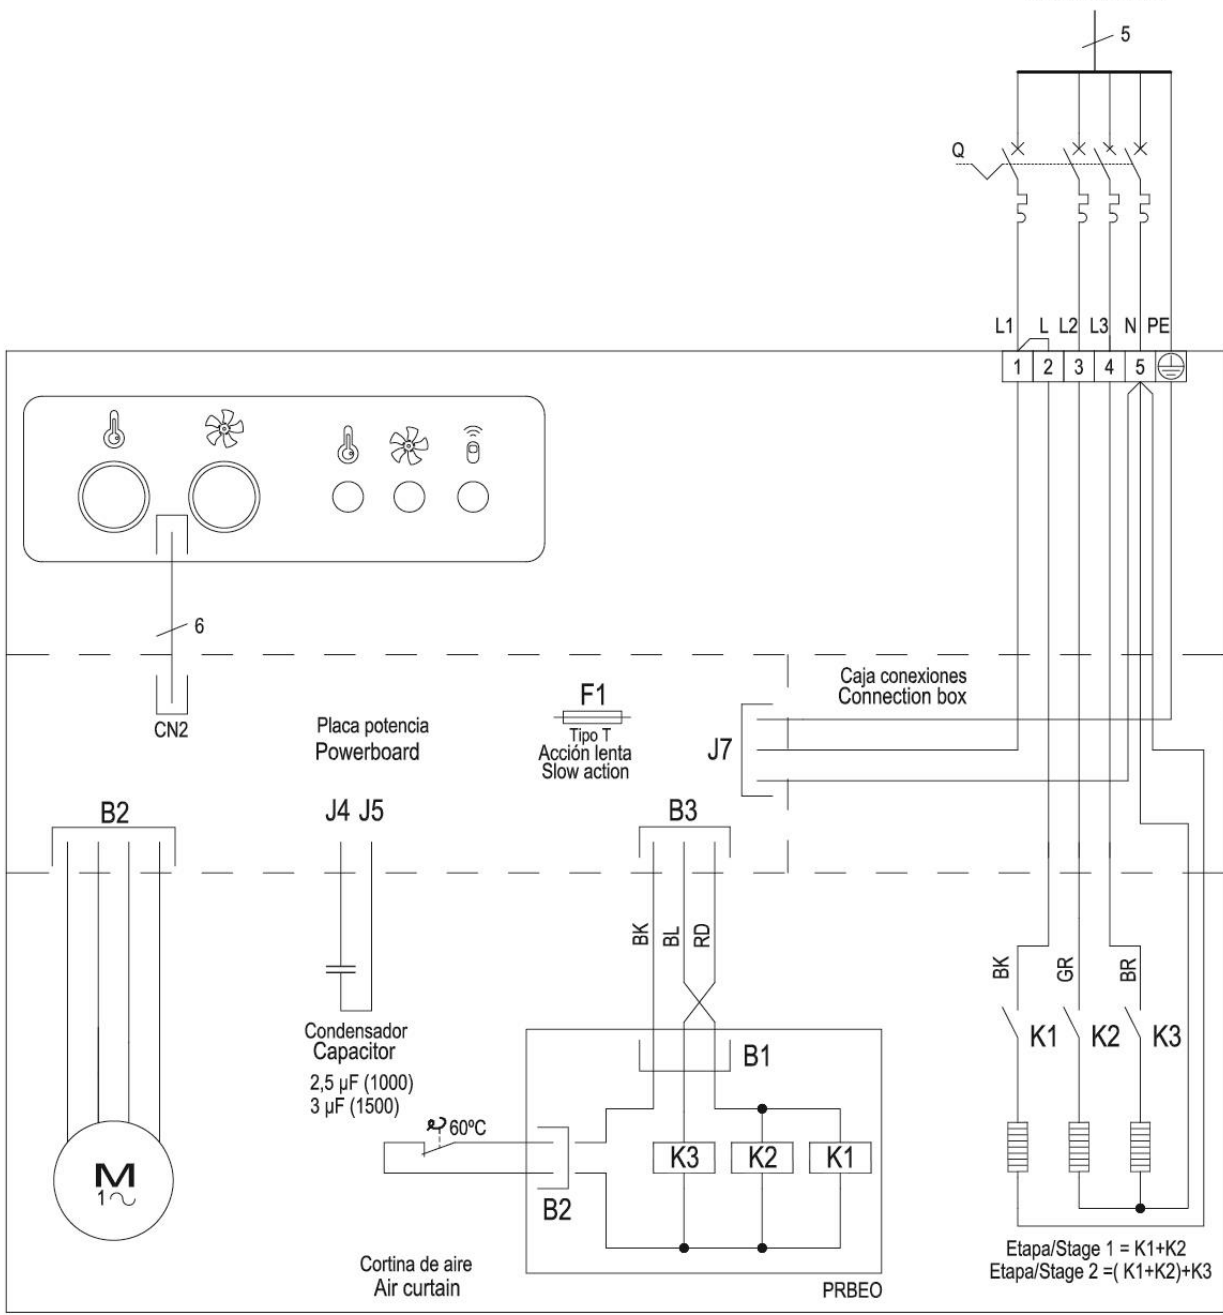 5
Q
L1 L L2 L3 N PE
1 2 3 4 5
6
CN2
Placa potencia
Powerboard
F1
Tipo T
Acción lenta
Slow action
Caja conexiones
Connection box
J7
B2
J4 J5
B3
BK BL RD
BK GR BR
Condensador
Capacitor
2,5 µF (1000)
3 µF (1500)
B1
K1 K2 K3
60ºC
K3 K2 K1
M
1
B2
Cortina de aire
Air curtain
PRBEO
Etapa/Stage 1 = K1+K2
Etapa/Stage 2 =( K1+K2)+K3